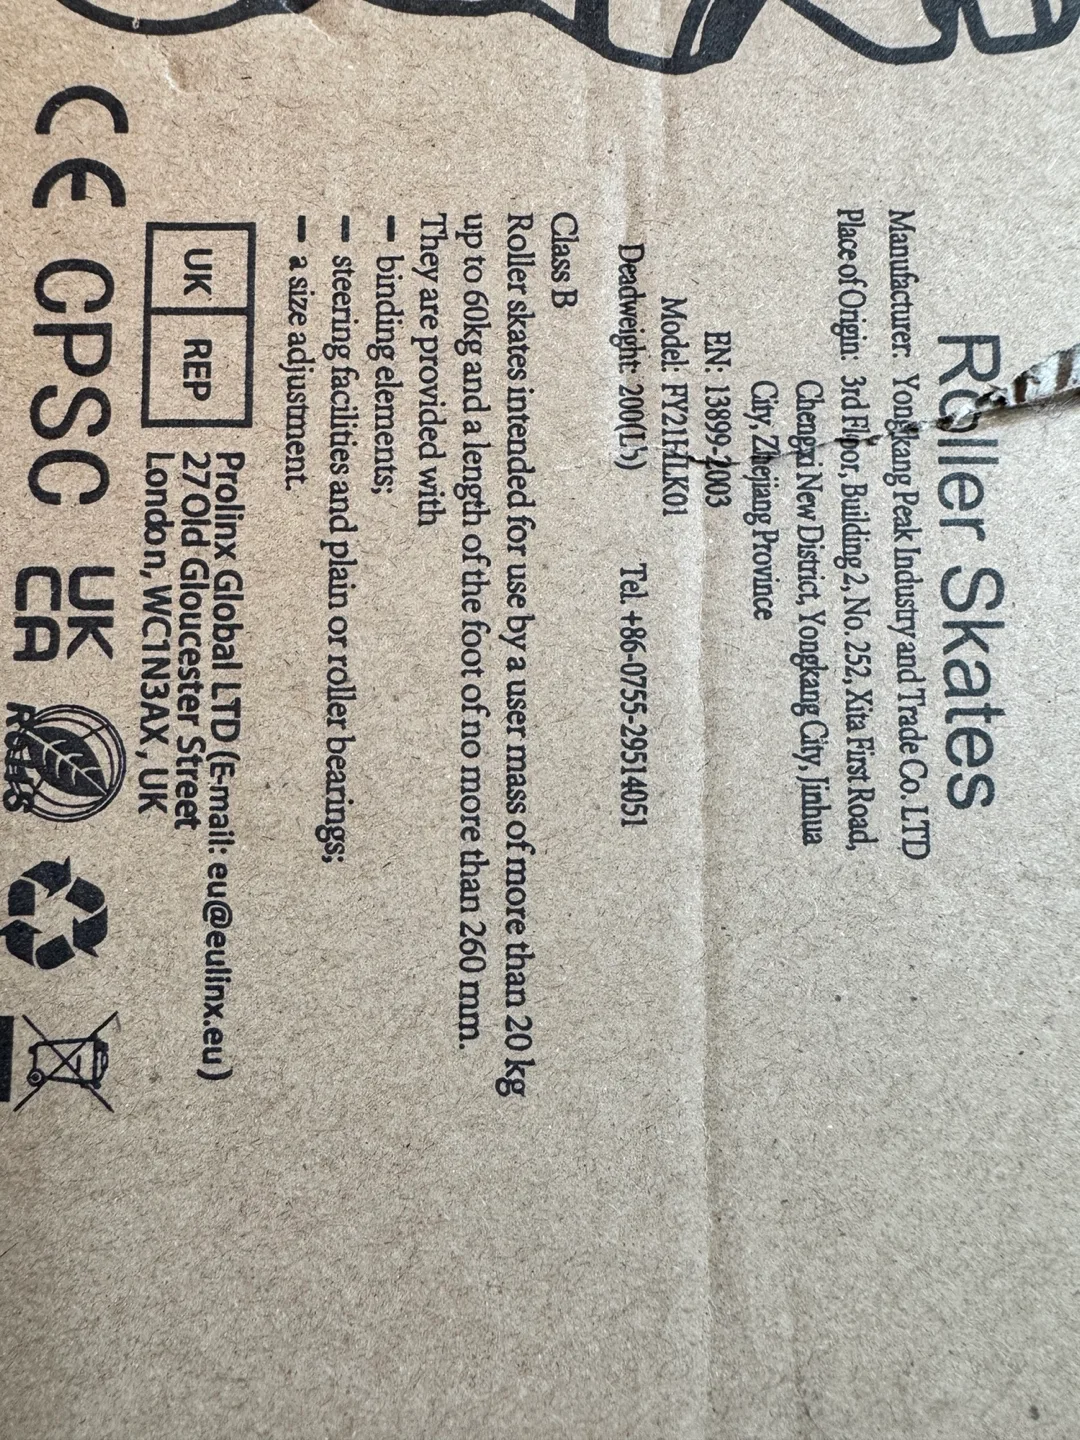 Roller Skates
Manufacturer: Yongkang Peak Industry and Trade Co. LTD
Place of Origin: 3rd Floor, Building 2, No. 252, Xita First Road,
Chengxi New District, Yongkang City, Jinhua
City, Zhejiang Province
EN: 13899-2003
Model: FY21HLLK01
Deadweight: 200(Lb) Tel. +86-0755-29514051
Class B
Roller skates intended for use by a user mass of more than 20 kg
up to 60kg and a length of the foot of no more than 260 mm.
They are provided with
– binding elements;
– steering facilities and plain or roller bearings;
– a size adjustment.
UK REP
Prolinx Global LTD (E-mail: eu@eulinx.eu)
27 Old Gloucester Street
London, WC1N3AX, UK
CE CPSC UK
CA
RoHS